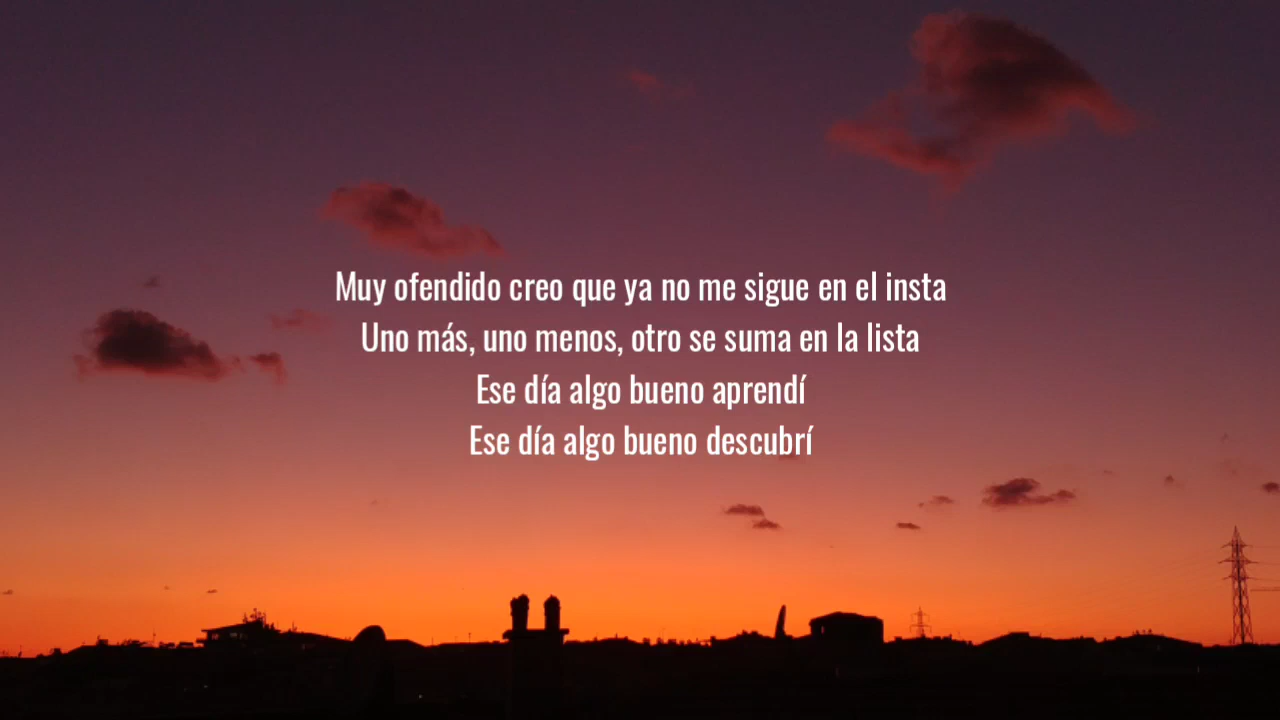 Muy ofendido creo que ya no me sigue en el insta
Uno más, uno menos, otro se suma en la lista
Ese día algo bueno aprendí
Ese día algo bueno descubrí